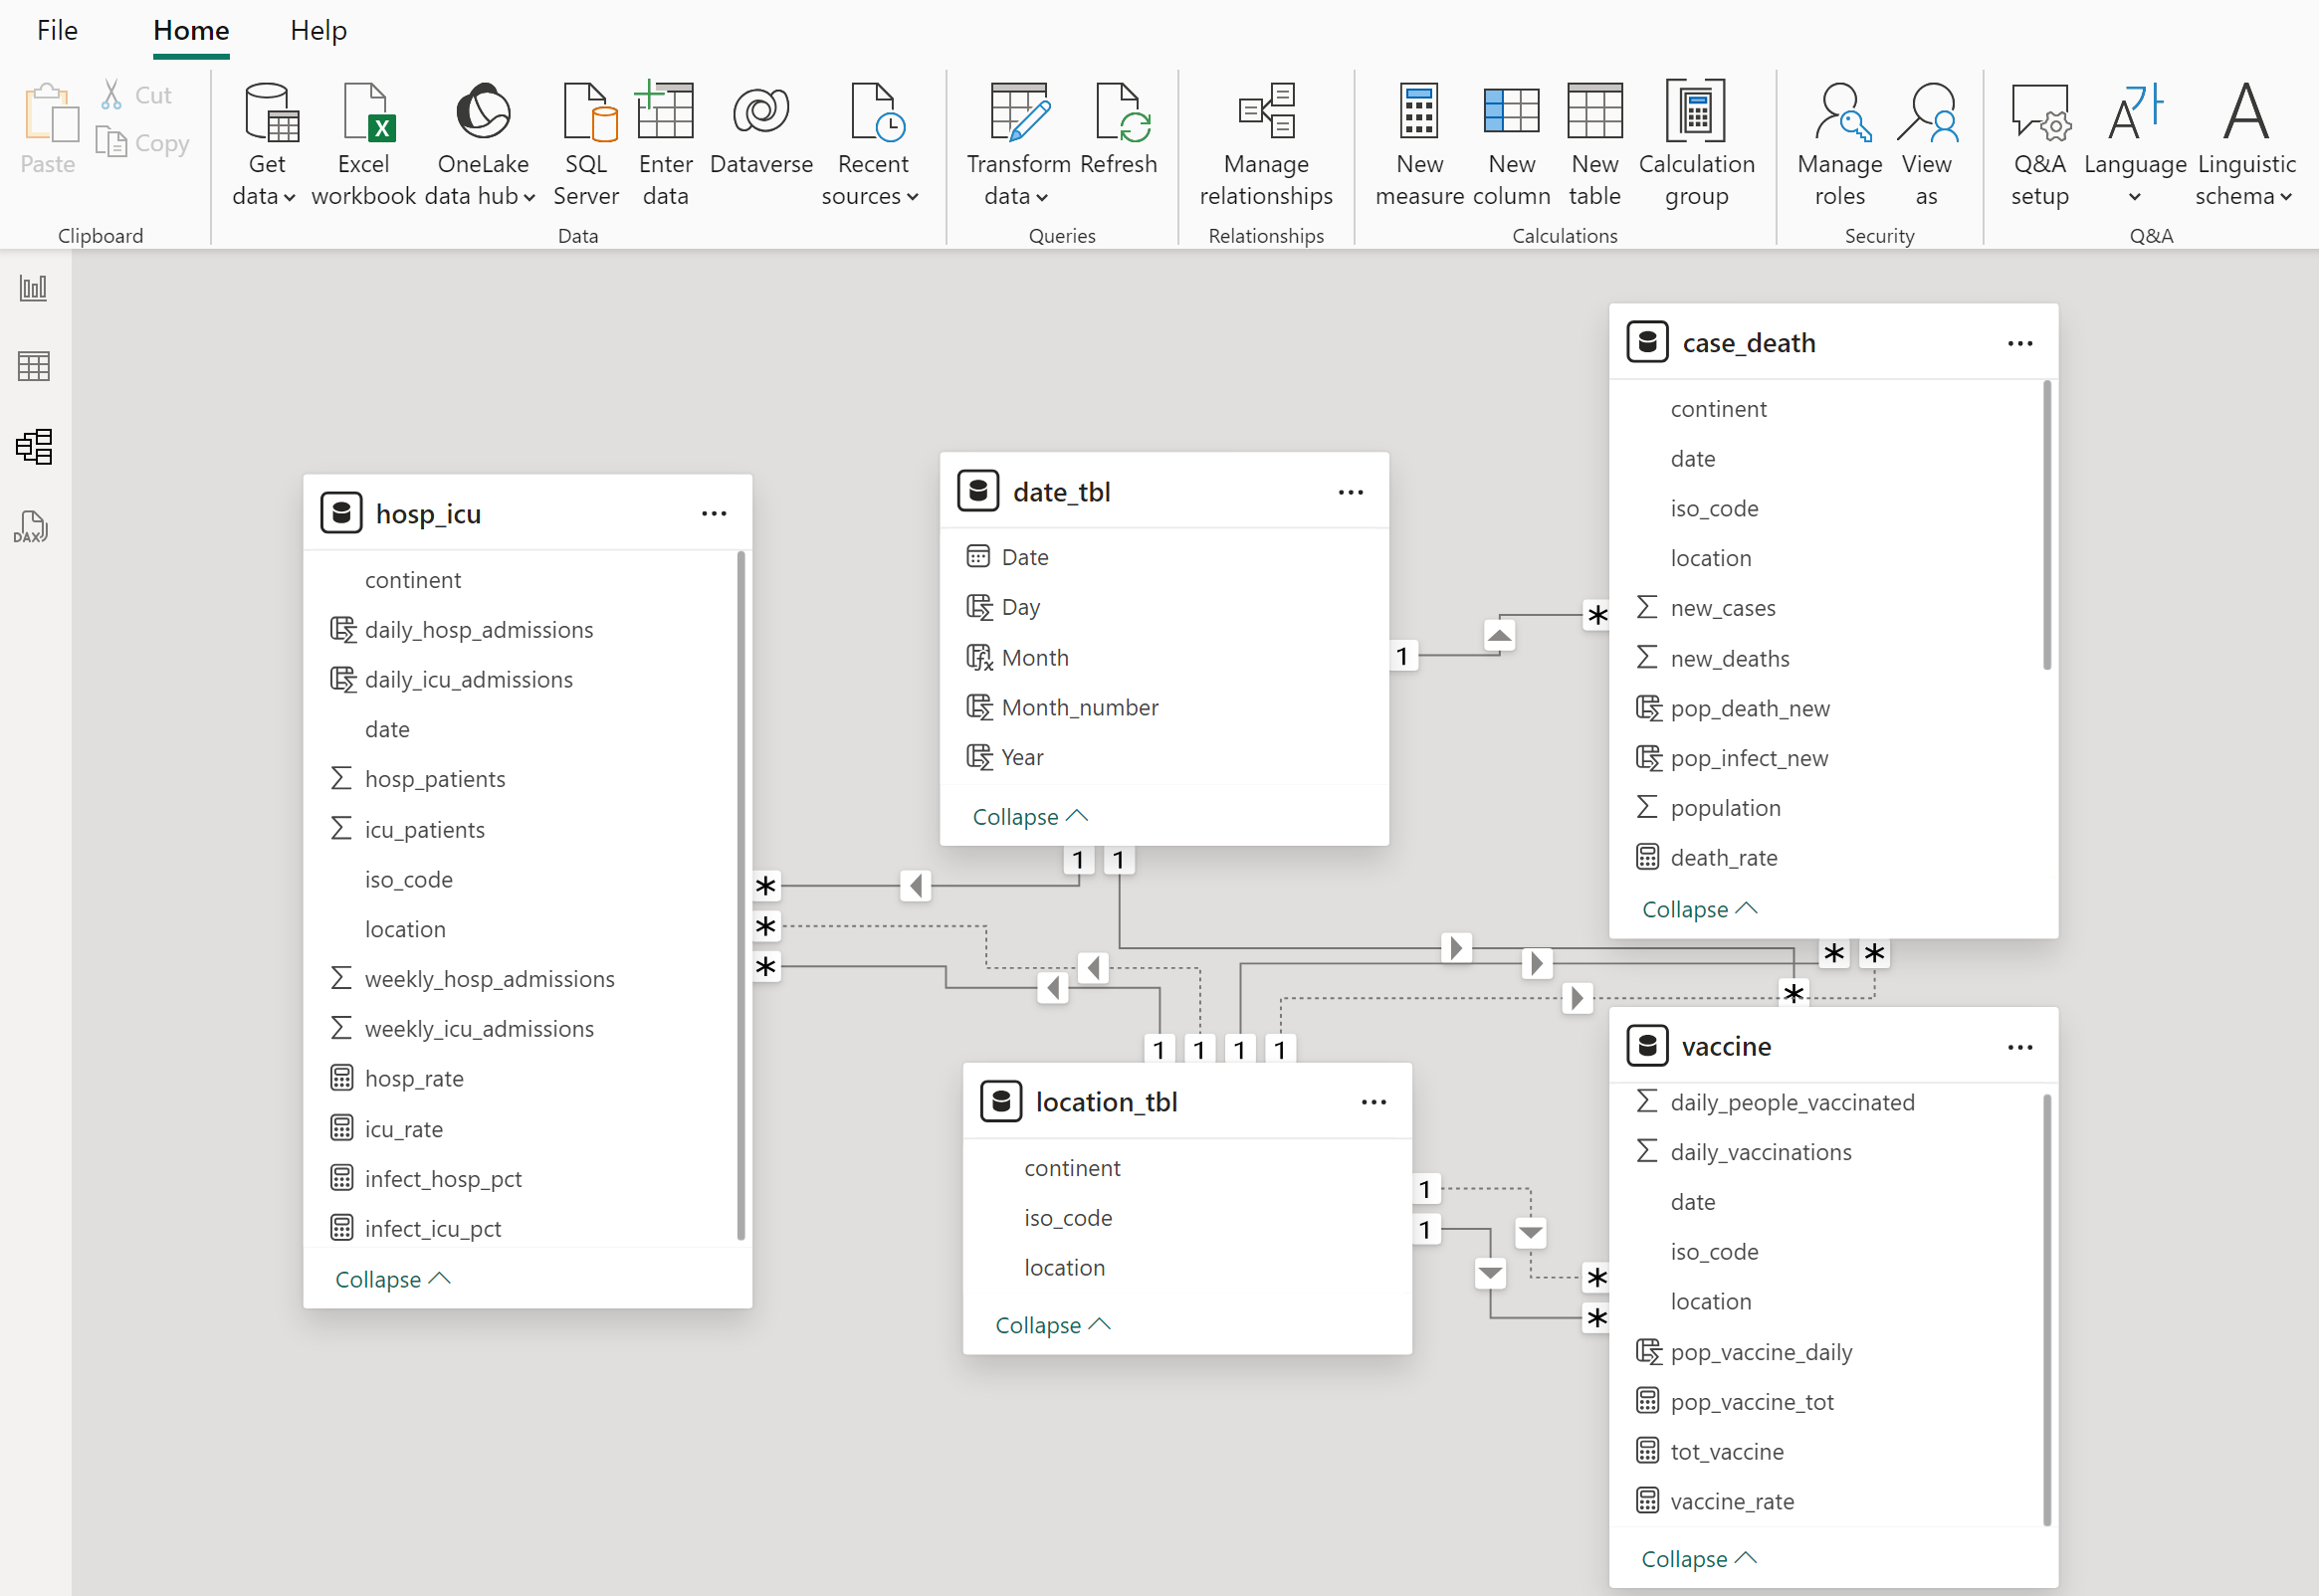 File Home Help
Paste
Cut
Copy
Clipboard
Get data
Excel workbook
OneLake data hub
SQL Server
Enter data
Dataverse
Recent sources
Data
Transform data
Refresh
Queries
Manage relationships
Relationships
New measure
New column
New table
Calculation group
Calculations
Manage roles
View as
Security
Q&A setup
Language
Linguistic schema
Q&A
DAX
hosp_icu
continent
daily_hosp_admissions
daily_icu_admissions
date
hosp_patients
icu_patients
iso_code
location
weekly_hosp_admissions
weekly_icu_admissions
hosp_rate
icu_rate
infect_hosp_pct
infect_icu_pct
Collapse
* * *
date_tbl
Date
Day
Month
Month_number
Year
Collapse
1
1 1
case_death
continent
date
iso_code
location
new_cases
new_deaths
pop_death_new
pop_infect_new
population
death_rate
Collapse
*
* *
1 1 1 1
location_tbl
continent
iso_code
location
Collapse
1
1
*
vaccine
daily_people_vaccinated
daily_vaccinations
date
iso_code
location
pop_vaccine_daily
pop_vaccine_tot
tot_vaccine
vaccine_rate
Collapse
*
*